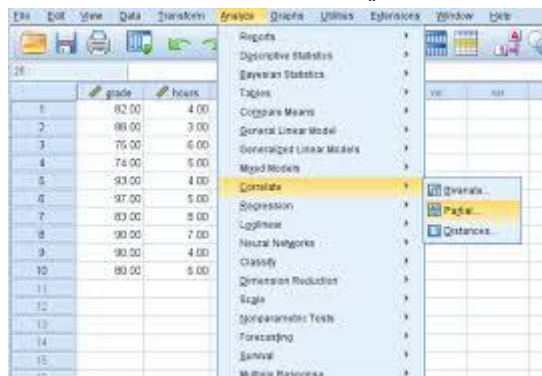 File Edit View Data Transform Analyze Graphs Utilities Extensions Window Help
Reports
Descriptive Statistics
Bayesian Statistics
Tables
Compare Means
General Linear Model
Generalized Linear Models
Mixed Models
Correlate
Regression
Loglinear
Neural Networks
Classify
Dimension Reduction
Scale
Nonparametric Tests
Forecasting
Survival
Multiple Response
Bivariate...
Partial...
Distances...
grade hours var var
1 82.00 4.00
2 88.00 3.00
3 75.00 6.00
4 74.00 5.00
5 93.00 4.00
6 97.00 5.00
7 83.00 8.00
8 90.00 7.00
9 90.00 4.00
10 80.00 6.00
11
12
13
14
15